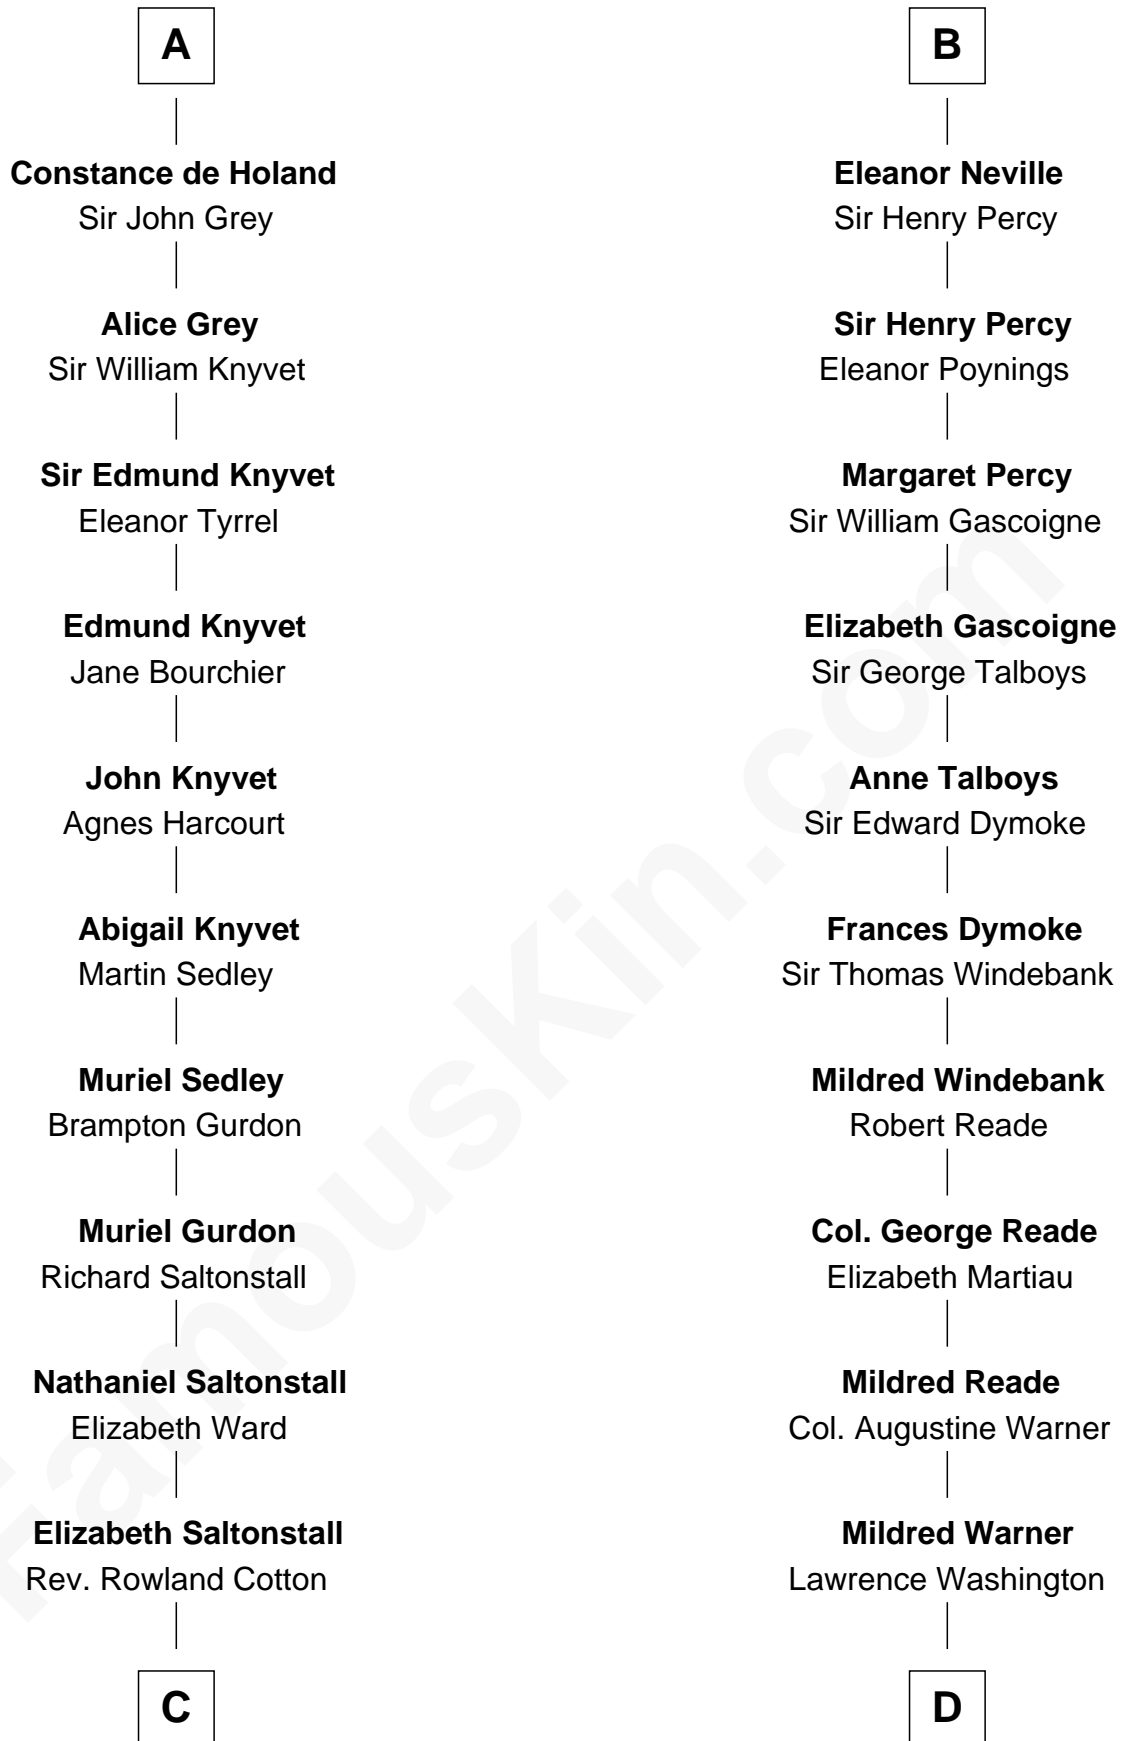 A
Constance de Holand
Sir John Grey
Alice Grey
Sir William Knyvet
Sir Edmund Knyvet
Eleanor Tyrrel
Edmund Knyvet
Jane Bourchier
John Knyvet
Agnes Harcourt
Abigail Knyvet
Martin Sedley
Muriel Sedley
Brampton Gurdon
Muriel Gurdon
Richard Saltonstall
Nathaniel Saltonstall
Elizabeth Ward
Elizabeth Saltonstall
Rev. Rowland Cotton
C
B
Eleanor Neville
Sir Henry Percy
Sir Henry Percy
Eleanor Poynings
Margaret Percy
Sir William Gascoigne
Elizabeth Gascoigne
Sir George Talboys
Anne Talboys
Sir Edward Dymoke
Frances Dymoke
Sir Thomas Windebank
Mildred Windebank
Robert Reade
Col. George Reade
Elizabeth Martiau
Mildred Reade
Col. Augustine Warner
Mildred Warner
Lawrence Washington
D
FamousKin.com